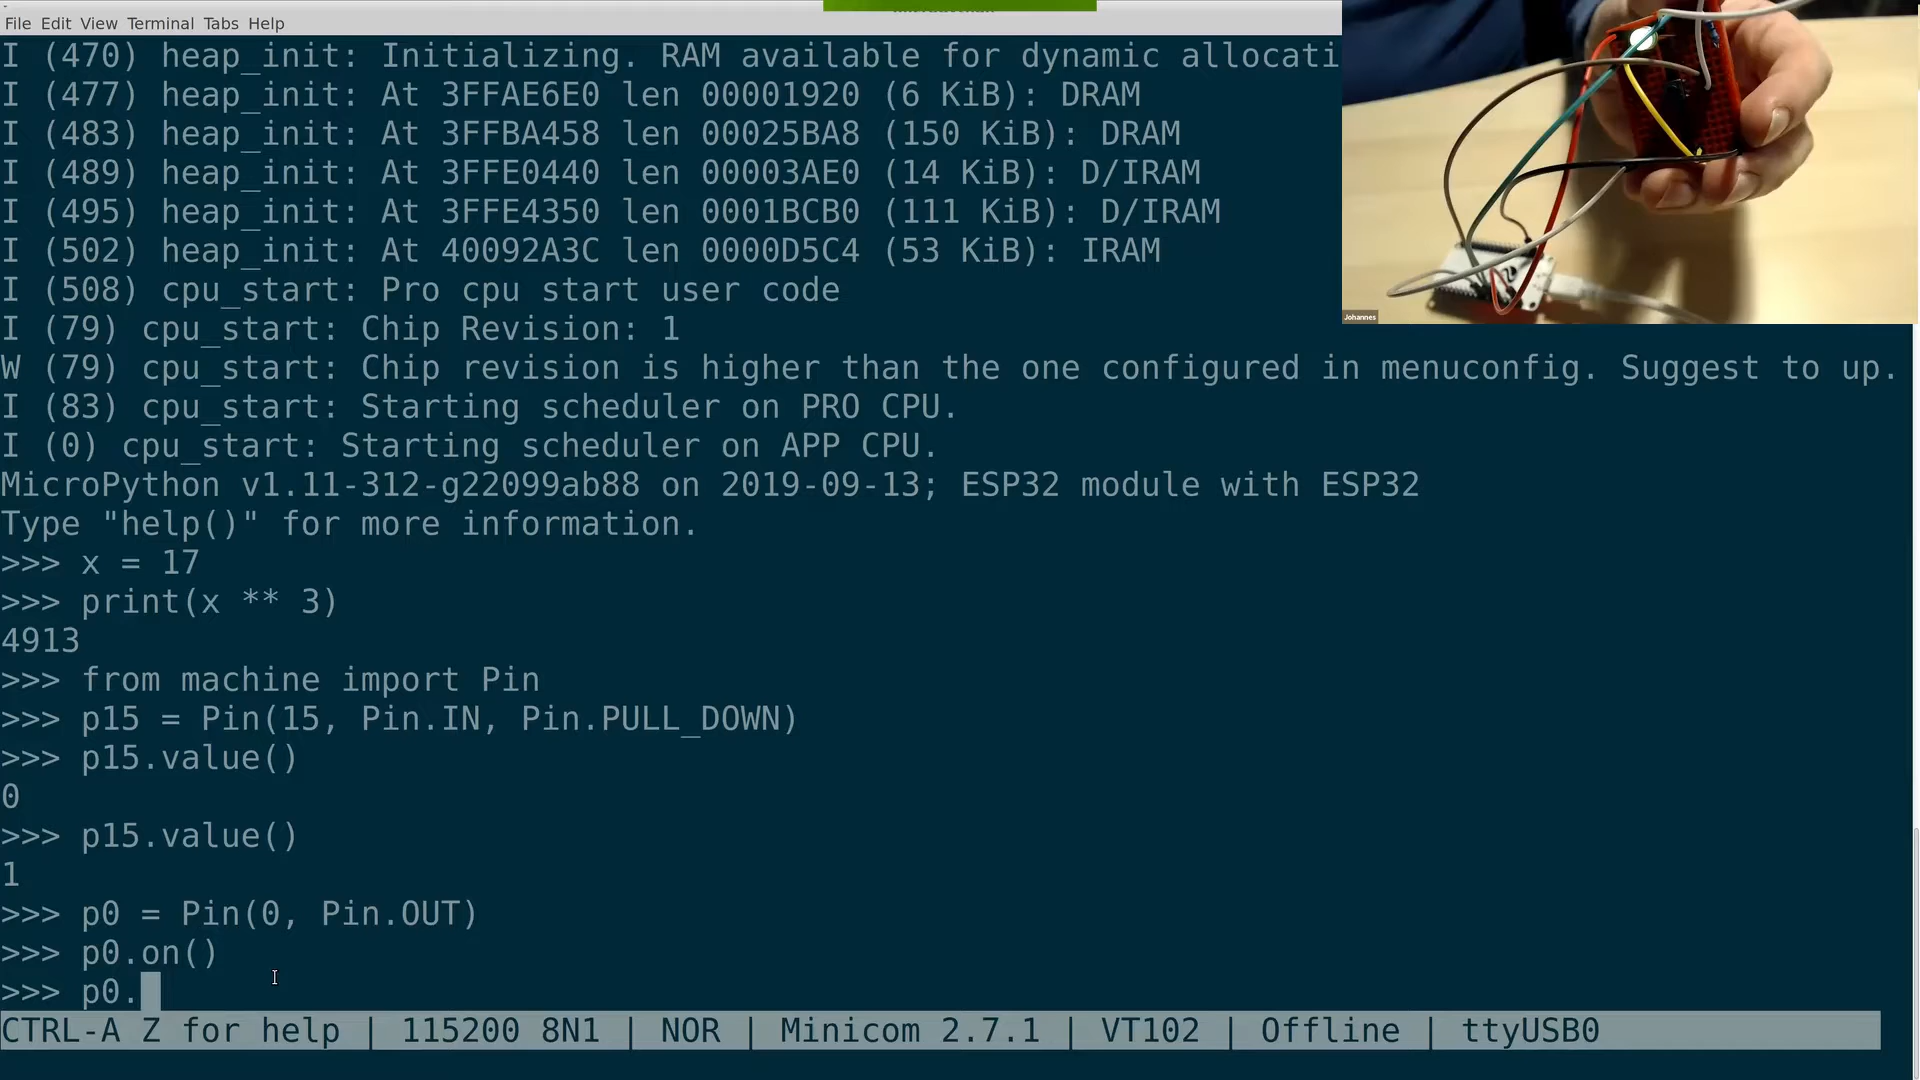 File Edit View Terminal Tabs Help
I (470) heap_init: Initializing. RAM available for dynamic allocati
I (477) heap_init: At 3FFAE6E0 len 00001920 (6 KiB): DRAM
I (483) heap_init: At 3FFBA458 len 00025BA8 (150 KiB): DRAM
I (489) heap_init: At 3FFE0440 len 00003AE0 (14 KiB): D/IRAM
I (495) heap_init: At 3FFE4350 len 0001BCB0 (111 KiB): D/IRAM
I (502) heap_init: At 40092A3C len 0000D5C4 (53 KiB): IRAM
I (508) cpu_start: Pro cpu start user code
Johannes
I (79) cpu_start: Chip Revision: 1
W (79) cpu_start: Chip revision is higher than the one configured in menuconfig. Suggest to up.
I (83) cpu_start: Starting scheduler on PRO CPU.
I (0) cpu_start: Starting scheduler on APP CPU.
MicroPython v1.11-312-g22099ab88 on 2019-09-13; ESP32 module with ESP32
Type "help()" for more information.
>>> x = 17
>>> print(x ** 3)
4913
>>> from machine import Pin
>>> p15 = Pin(15, Pin.IN, Pin.PULL_DOWN)
>>> p15.value()
0
>>> p15.value()
1
>>> p0 = Pin(0, Pin.OUT)
>>> p0.on()
>>> p0.
CTRL-A Z for help | 115200 8N1 | NOR | Minicom 2.7.1 | VT102 | Offline | ttyUSB0